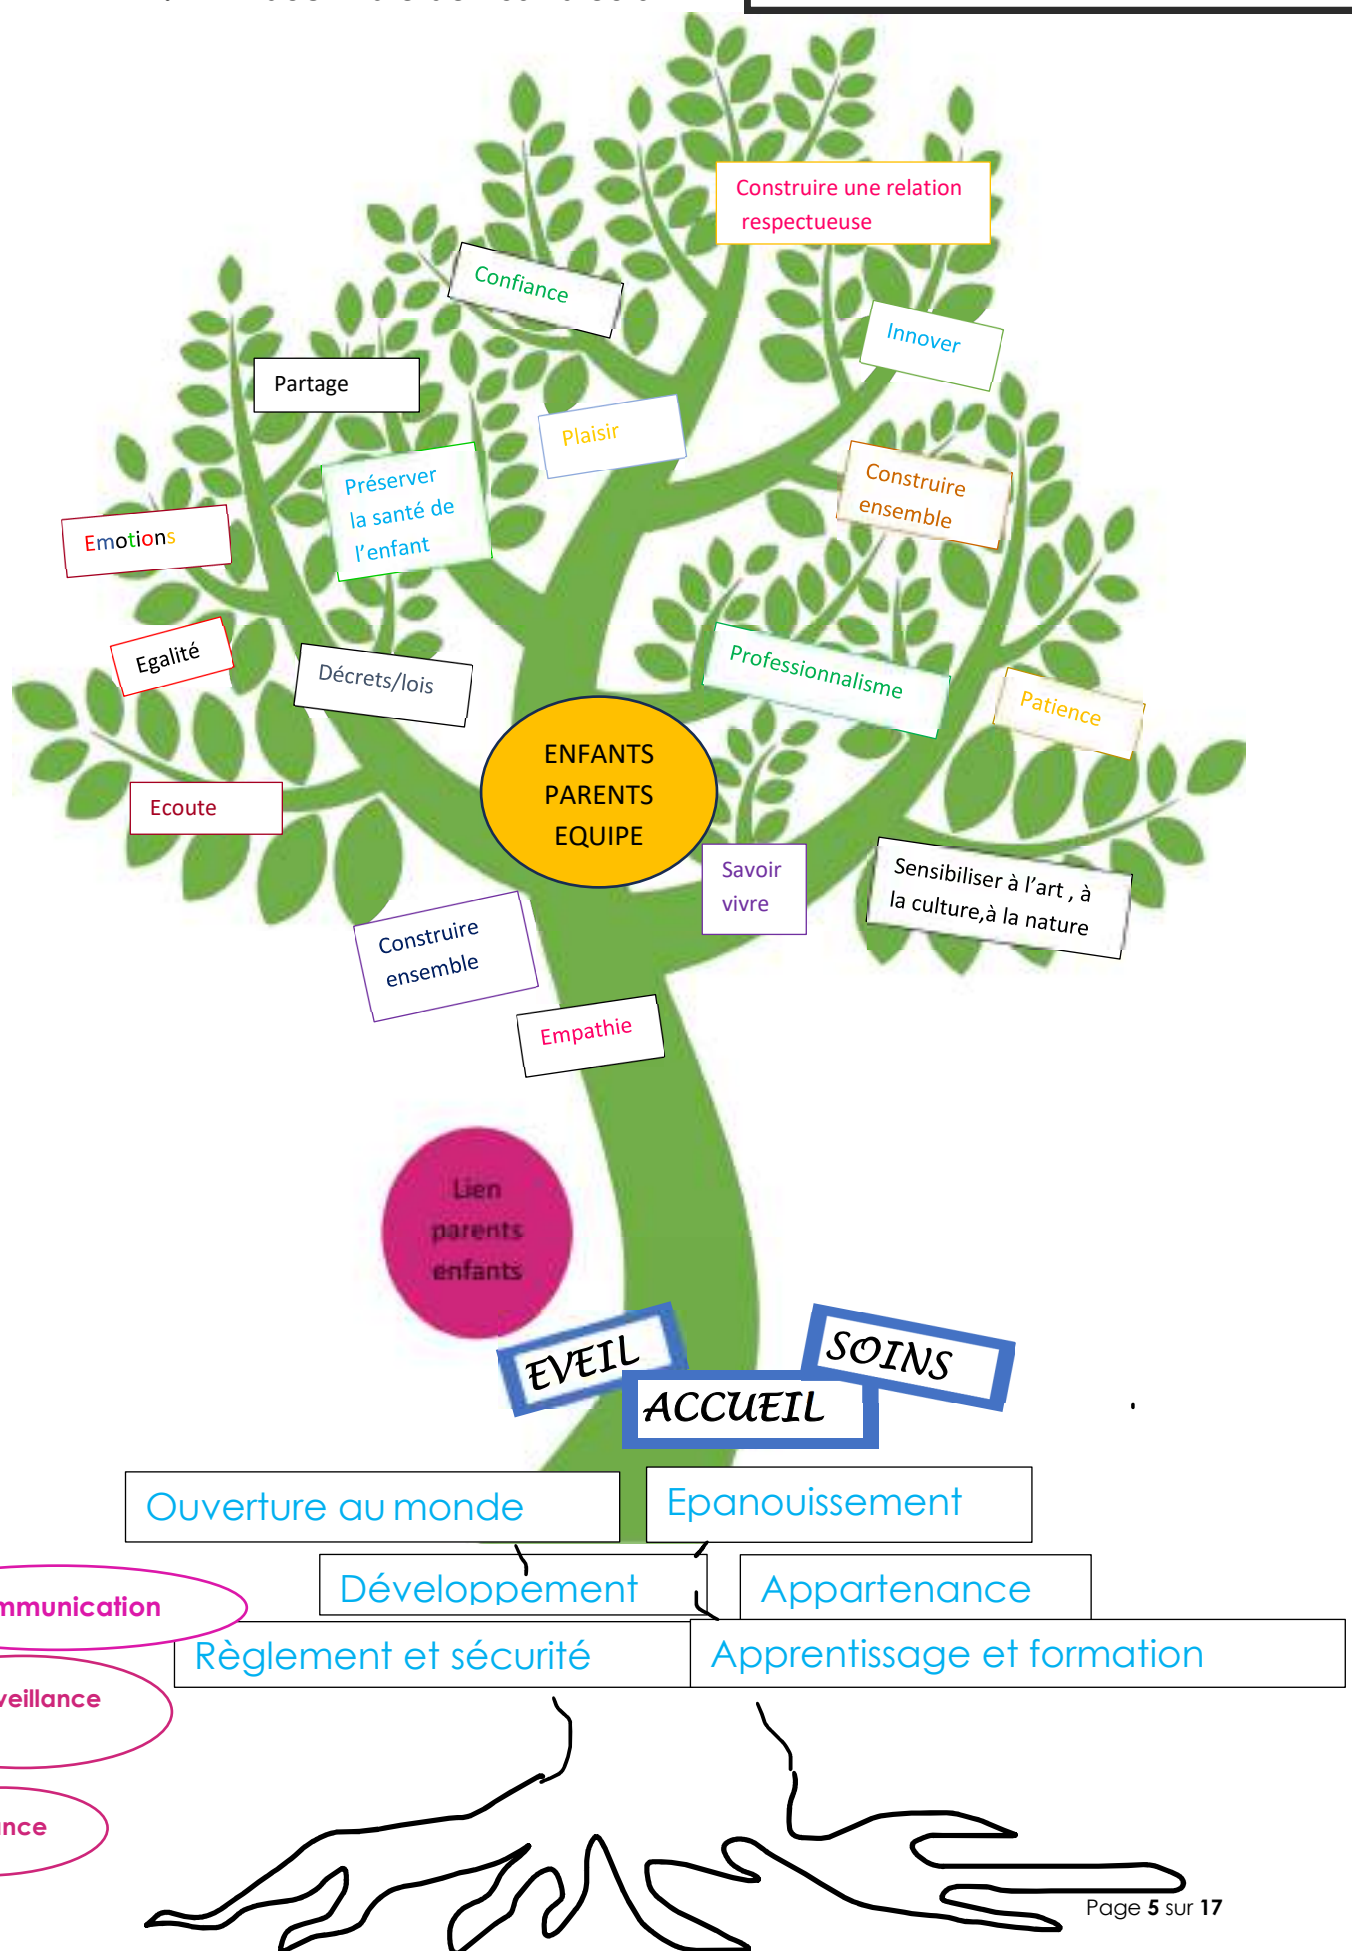 Construire une relation
respectueuse
Confiance
Innover
Partage
Plaisir
Préserver
la santé de
l'enfant
Construire
ensemble
Emotions
Egalité
Décrets/lois
Professionnalisme
Patience
ENFANTS
PARENTS
EQUIPE
Ecoute
Savoir
vivre
Sensibiliser à l'art , à
la culture,à la nature
Construire
ensemble
Empathie
Lien
parents
enfants
EVEIL
SOINS
ACCUEIL
Ouverture au monde
Epanouissement
Développement
Appartenance
mmunication
Règlement et sécurité
Apprentissage et formation
veillance
ance
Page 5 sur 17